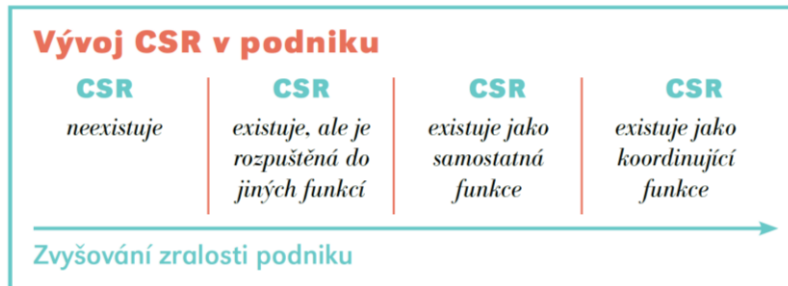 Vývoj CSR v podniku
CSR
neexistuje
CSR
existuje, ale je
rozpuštěná do
jiných funkcí
CSR
existuje jako
samostatná
funkce
CSR
existuje jako
koordinující
funkce
Zvyšování zralosti podniku